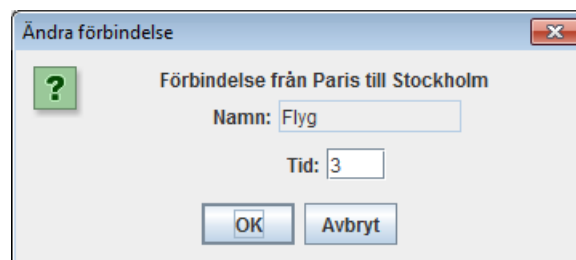 Ändra förbindelse
Förbindelse från Paris till Stockholm
Namn: Flyg
Tid: 3
OK Avbryt